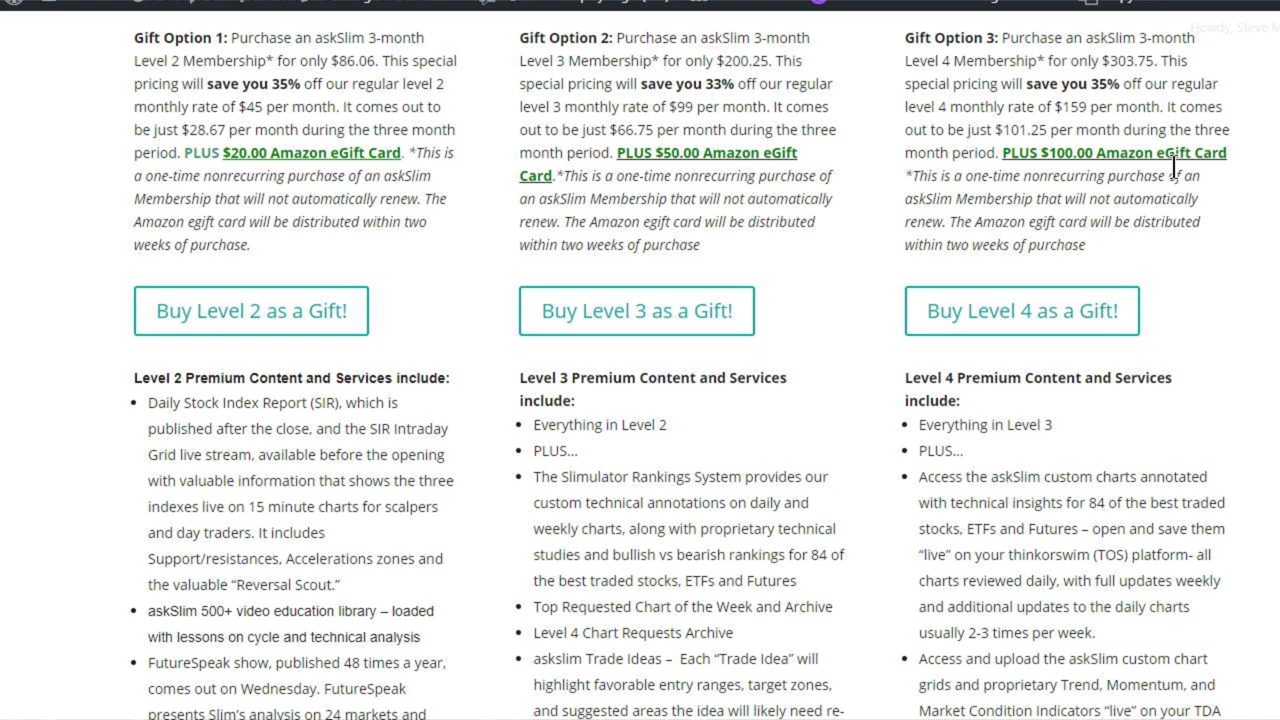 Howdy, Steve M
Gift Option 1: Purchase an askSlim 3-month
Level 2 Membership* for only $86.06. This special
pricing will save you 35% off our regular level 2
monthly rate of $45 per month. It comes out to
be just $28.67 per month during the three month
period. PLUS $20.00 Amazon eGift Card. *This is
a one-time nonrecurring purchase of an askSlim
Membership that will not automatically renew. The
Amazon egift card will be distributed within two
weeks of purchase.
Buy Level 2 as a Gift!
Level 2 Premium Content and Services include:
• Daily Stock Index Report (SIR), which is
published after the close, and the SIR Intraday
Grid live stream, available before the opening
with valuable information that shows the three
indexes live on 15 minute charts for scalpers
and day traders. It includes
Support/resistances, Accelerations zones and
the valuable “Reversal Scout.”
• askSlim 500+ video education library – loaded
with lessons on cycle and technical analysis
• FutureSpeak show, published 48 times a year,
comes out on Wednesday. FutureSpeak
presents Slim's analysis on 24 markets and
Gift Option 2: Purchase an askSlim 3-month
Level 3 Membership* for only $200.25. This
special pricing will save you 33% off our regular
level 3 monthly rate of $99 per month. It comes
out to be just $66.75 per month during the three
month period. PLUS $50.00 Amazon eGift
Card.*This is a one-time nonrecurring purchase of
an askSlim Membership that will not automatically
renew. The Amazon egift card will be distributed
within two weeks of purchase
Buy Level 3 as a Gift!
Level 3 Premium Content and Services
include:
• Everything in Level 2
• PLUS...
• The Slimulator Rankings System provides our
custom technical annotations on daily and
weekly charts, along with proprietary technical
studies and bullish vs bearish rankings for 84 of
the best traded stocks, ETFs and Futures
• Top Requested Chart of the Week and Archive
• Level 4 Chart Requests Archive
• askslim Trade Ideas – Each “Trade Idea” will
highlight favorable entry ranges, target zones,
and suggested areas the idea will likely need re-
Gift Option 3: Purchase an askSlim 3-month
Level 4 Membership* for only $303.75. This
special pricing will save you 35% off our regular
level 4 monthly rate of $159 per month. It comes
out to be just $101.25 per month during the three
month period. PLUS $100.00 Amazon eGift Card
*This is a one-time nonrecurring purchase of an
askSlim Membership that will not automatically
renew. The Amazon egift card will be distributed
within two weeks of purchase
Buy Level 4 as a Gift!
Level 4 Premium Content and Services
include:
• Everything in Level 3
• PLUS...
• Access the askSlim custom charts annotated
with technical insights for 84 of the best traded
stocks, ETFs and Futures – open and save them
“live” on your thinkorswim (TOS) platform- all
charts reviewed daily, with full updates weekly
and additional updates to the daily charts
usually 2-3 times per week.
• Access and upload the askSlim custom chart
grids and proprietary Trend, Momentum, and
Market Condition Indicators “live” on your TDA